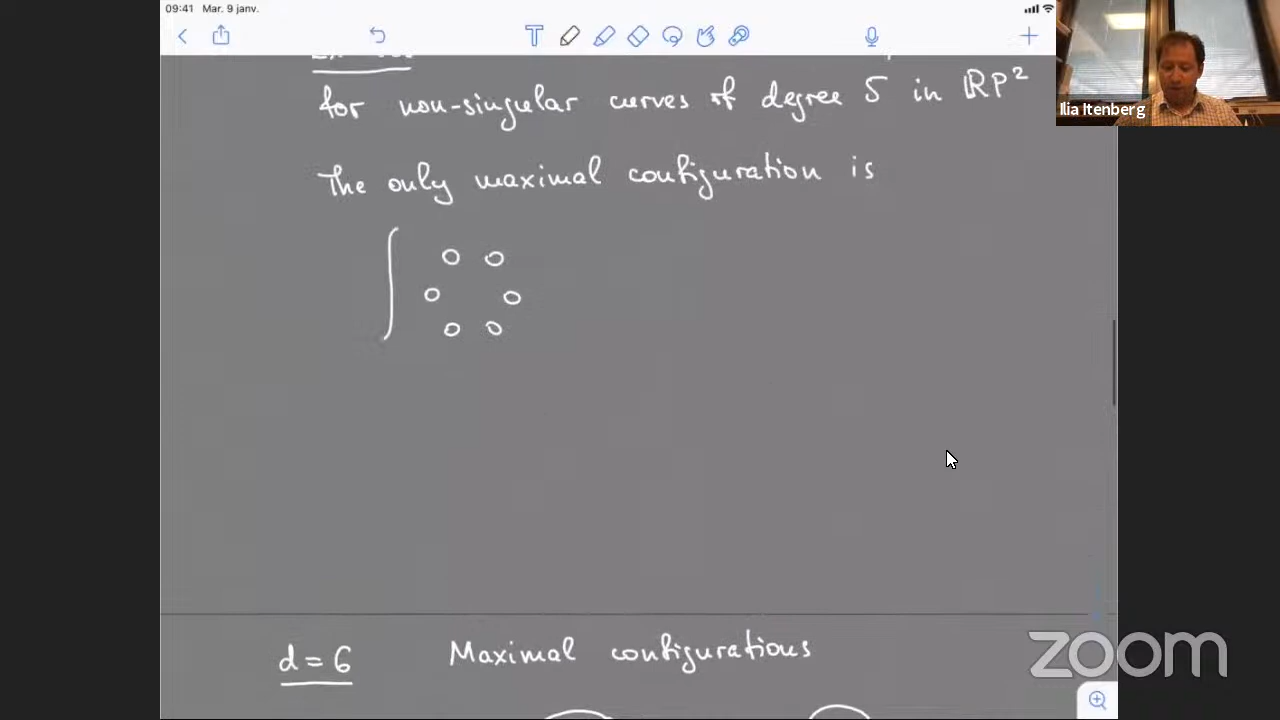 09:41 Mar. 9 janv.
for non-singular curves of degree 5 in RP²
Ilia Itenberg
The only maximal configuration is
d = 6 Maximal configurations
zoom